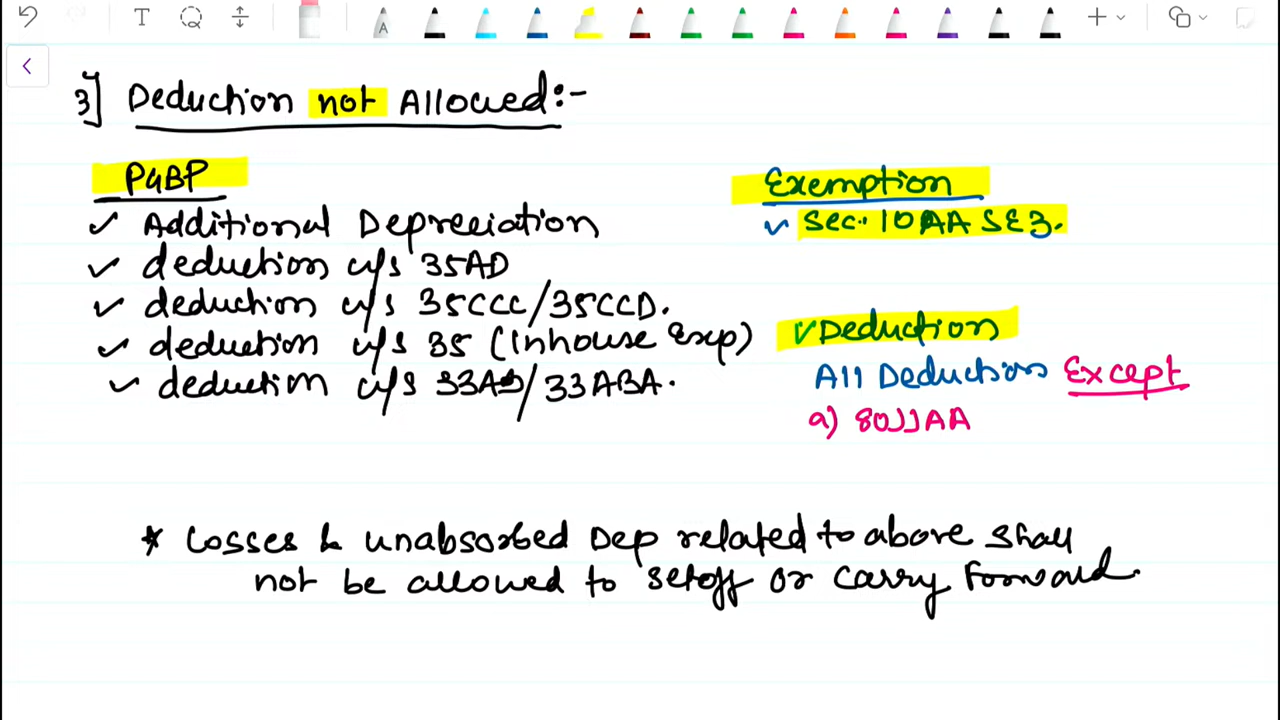 3] Deduction not Allowed:-
PGBP
✓ Additional Depreciation
✓ deduction u/s 35AD
✓ deduction u/s 35CCC/35CCD.
✓ deduction u/s 35 (Inhouse Exp)
✓ deduction u/s 33AB/33ABA.
Exemption
✓ Sec. 10AA SEZ.
✓ Deduction
All Deduction Except
a) 80JJAA
* Losses & unabsorbed Dep related to above shall
not be allowed to setoff or carry forward.